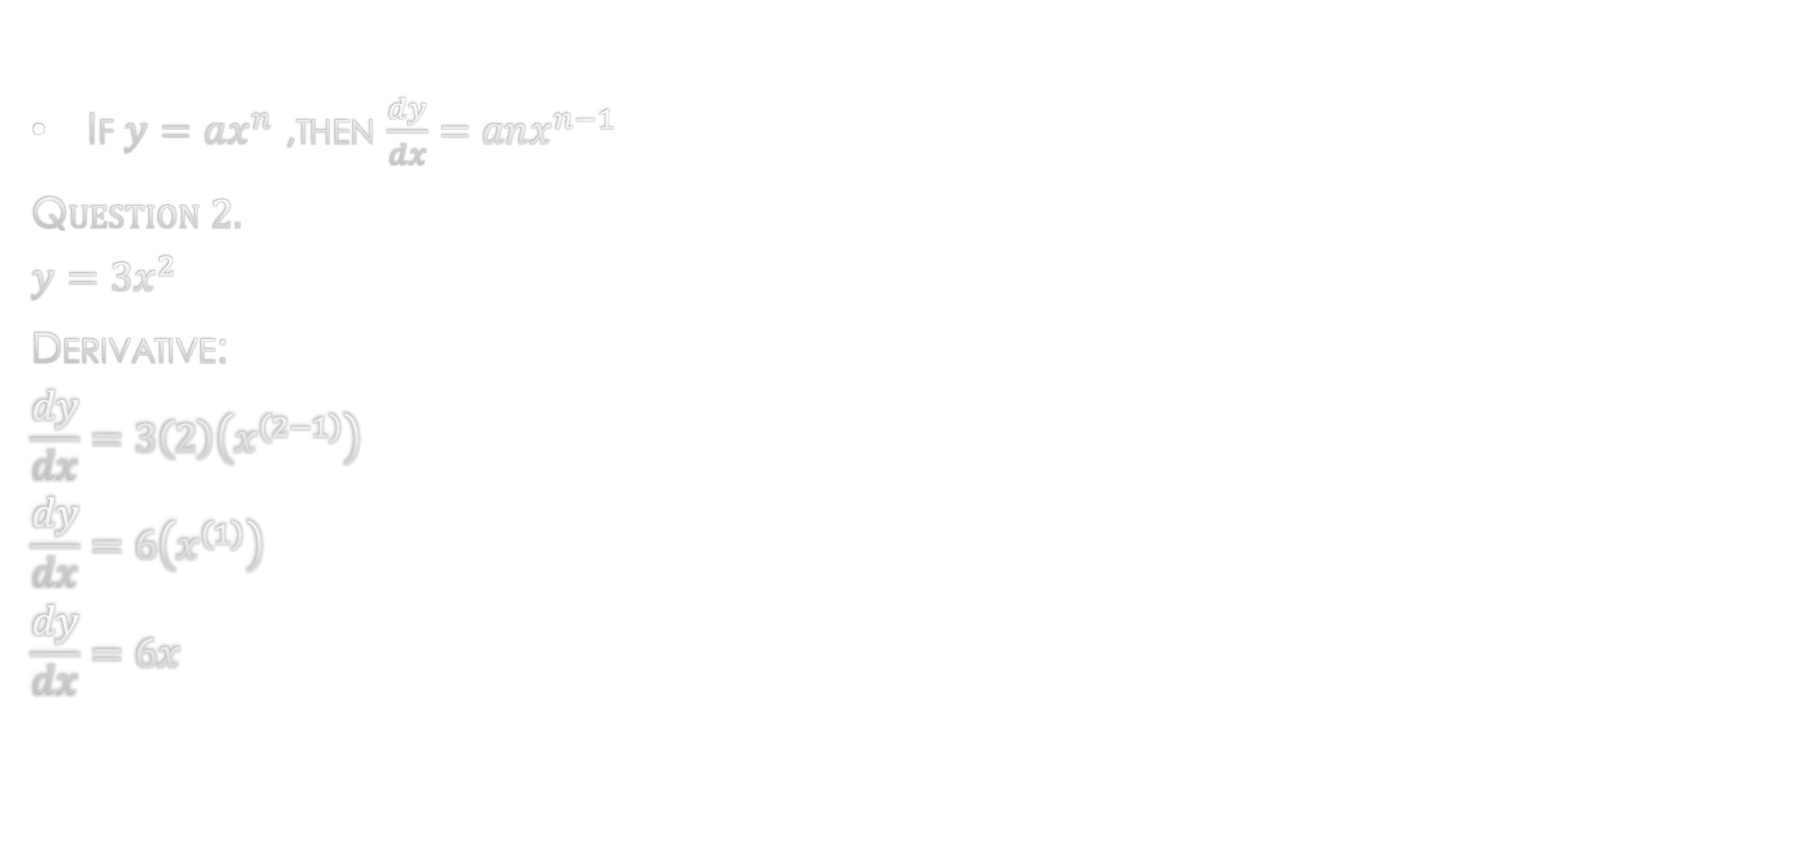 • If y = axⁿ ,then dy/dx = anxⁿ⁻¹
Question 2.
y = 3x²
Derivative:
dy/dx = 3(2)(x⁽²⁻¹⁾)
dy/dx = 6(x⁽¹⁾)
dy/dx = 6x